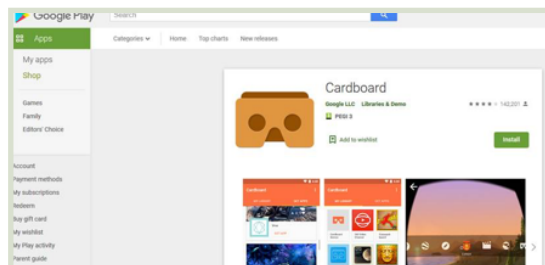 Google Play
Search
Apps
Categories
Home
Top charts
New releases
My apps
Shop
Games
Family
Editors' Choice
Account
Payment methods
My subscriptions
Redeem
Buy gift card
My wishlist
My Play activity
Parent guide
Cardboard
Google LLC Libraries & Demo
142,201
PEGI 3
Add to wishlist
Install
Cardboard
Cardboard